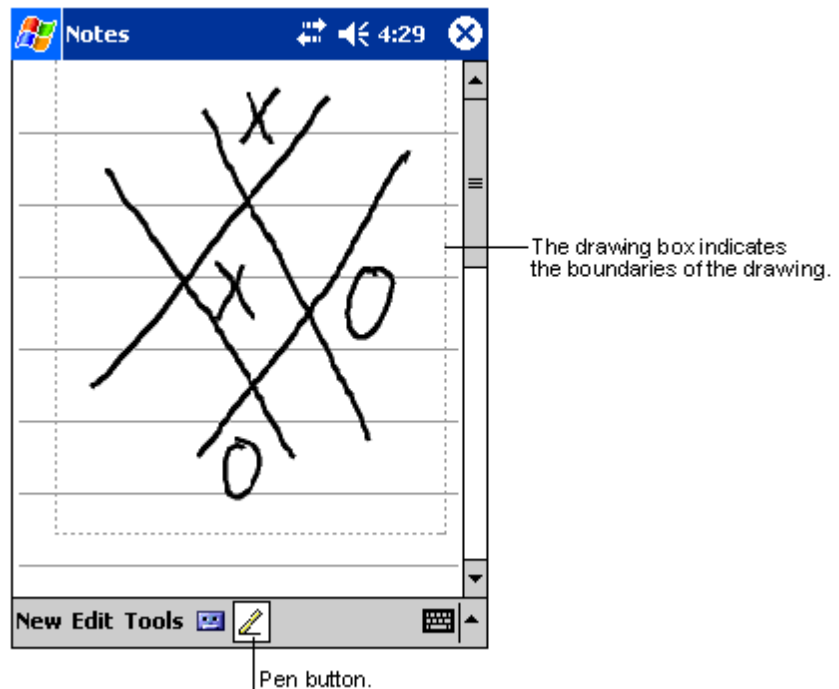 Notes 4:29
X
X
O
O
The drawing box indicates
the boundaries of the drawing.
New Edit Tools
Pen button.